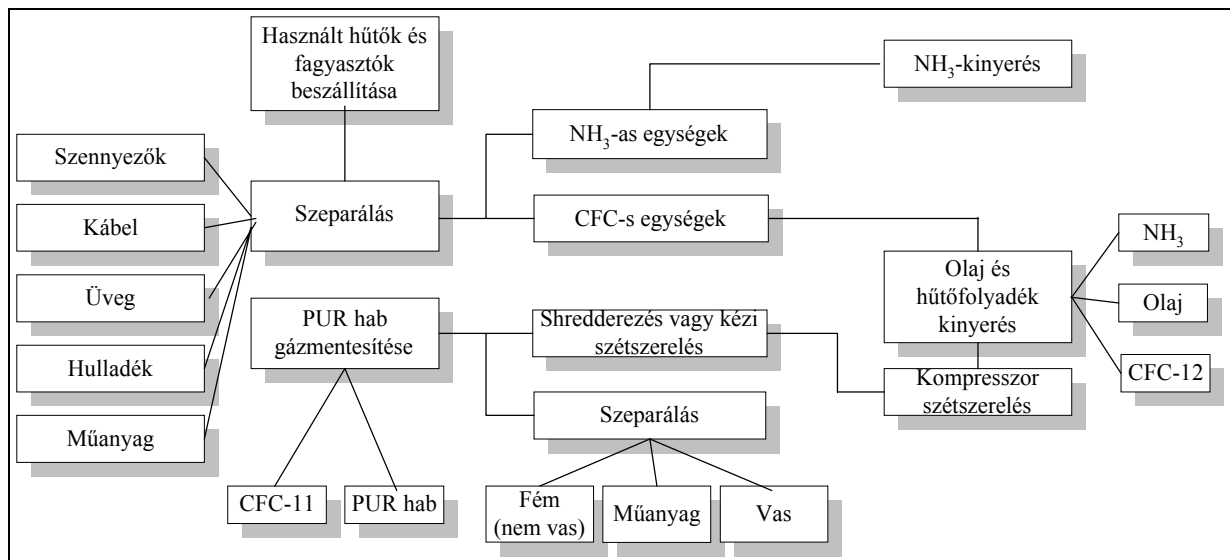 Használt hűtők és
fagyasztók
beszállítása
NH₃-kinyerés
NH₃-as egységek
Szennyezők
Szeparálás
Kábel
CFC-s egységek
NH₃
Olaj és
hűtőfolyadék
kinyerés
Üveg
Olaj
PUR hab
gázmentesítése
Shredderezés vagy kézi
szétszerelés
Hulladék
CFC-12
Kompresszor
szétszerelés
Szeparálás
Műanyag
CFC-11
PUR hab
Fém
(nem vas)
Műanyag
Vas